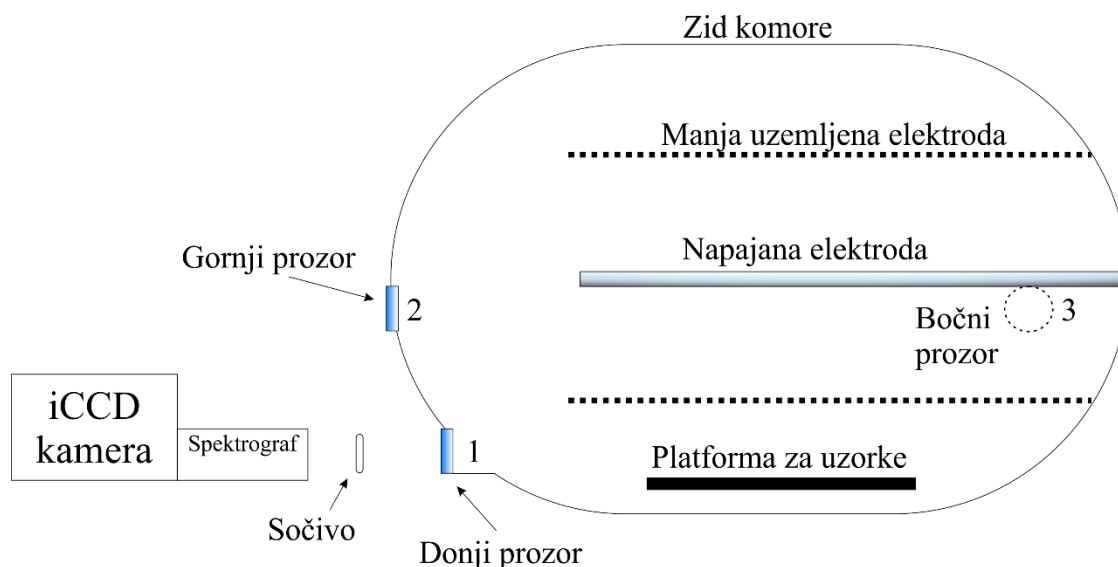 Zid komore
Manja uzemljena elektroda
Napajana elektroda
Gornji prozor
2
Bočni
prozor
3
iCCD
kamera
Spektrograf
1
Platforma za uzorke
Sočivo
Donji prozor